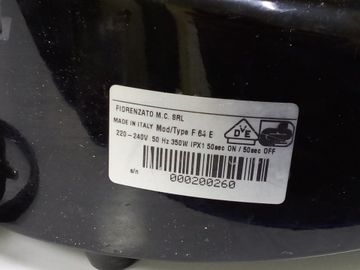 FIORENZATO M.C. SRL
MADE IN ITALY Mod/Type F 64 E
220-240V 50 Hz 350W IPX1 50sec ON / 50sec OFF
s/n
000200260
DVE